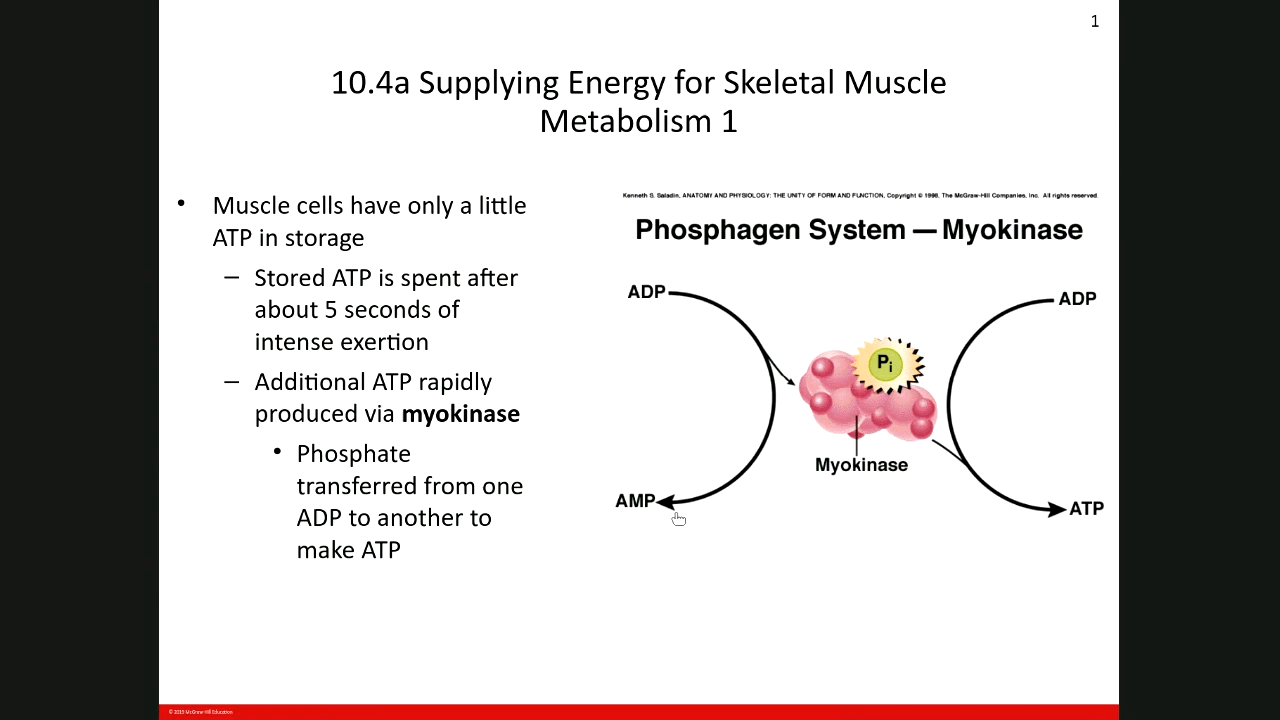 1
10.4a Supplying Energy for Skeletal Muscle
Metabolism 1
• Muscle cells have only a little
ATP in storage
– Stored ATP is spent after
about 5 seconds of
intense exertion
– Additional ATP rapidly
produced via myokinase
• Phosphate
transferred from one
ADP to another to
make ATP
Kenneth S. Saladin, ANATOMY AND PHYSIOLOGY: THE UNITY OF FORM AND FUNCTION, Copyright © 1998, The McGraw-Hill Companies, Inc. All rights reserved.
Phosphagen System — Myokinase
ADP
ADP
Pi
Myokinase
AMP
ATP
© 2015 McGraw-Hill Education